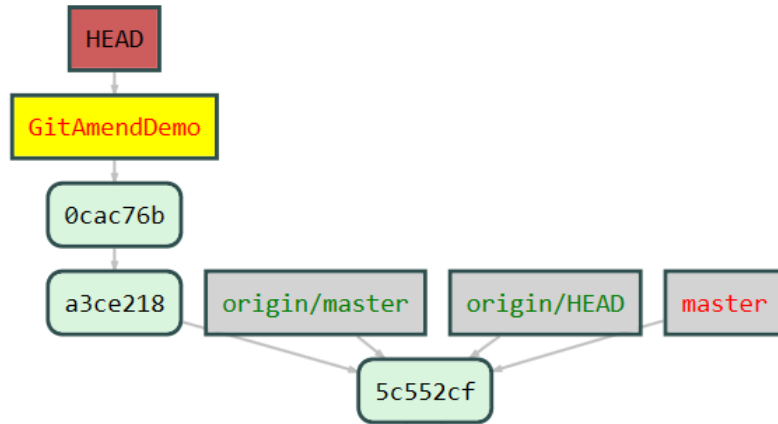 HEAD
GitAmendDemo
0cac76b
a3ce218
origin/master
origin/HEAD
master
5c552cf